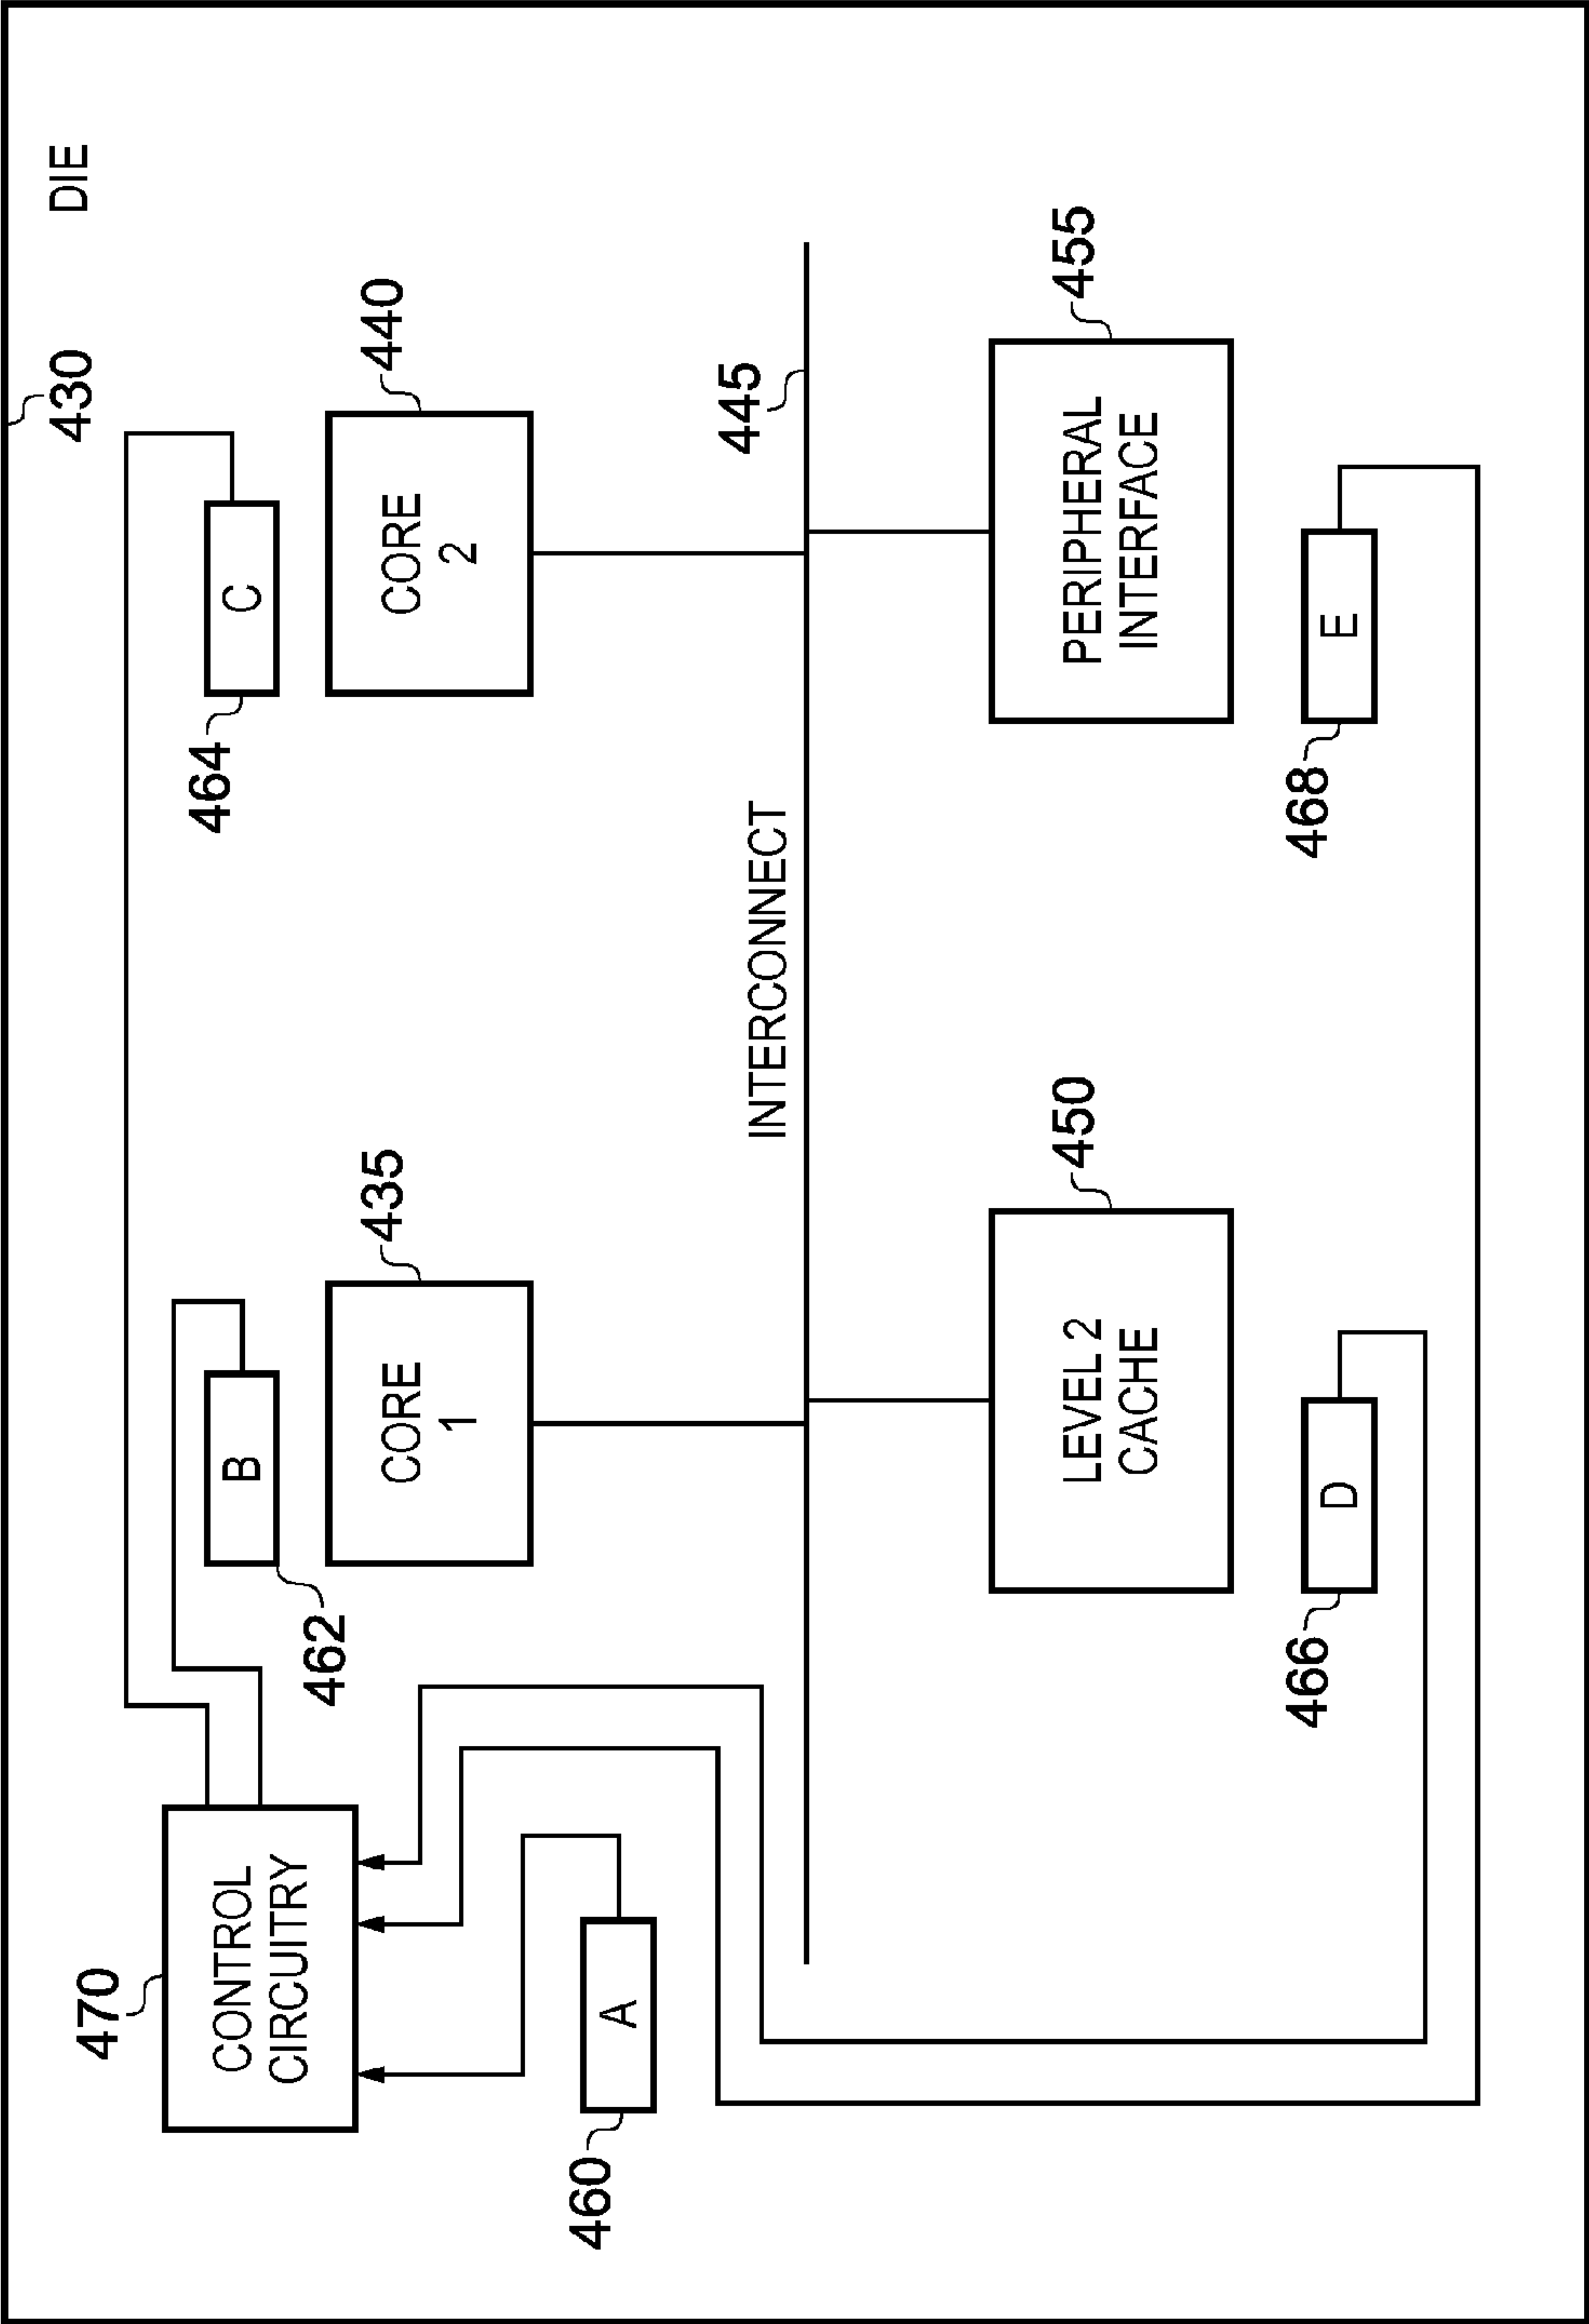 430
DIE
470
CONTROL
CIRCUITRY
B
462
C
464
CORE
1
435
CORE
2
440
A
460
INTERCONNECT
445
LEVEL 2
CACHE
450
PERIPHERAL
INTERFACE
455
D
466
E
468